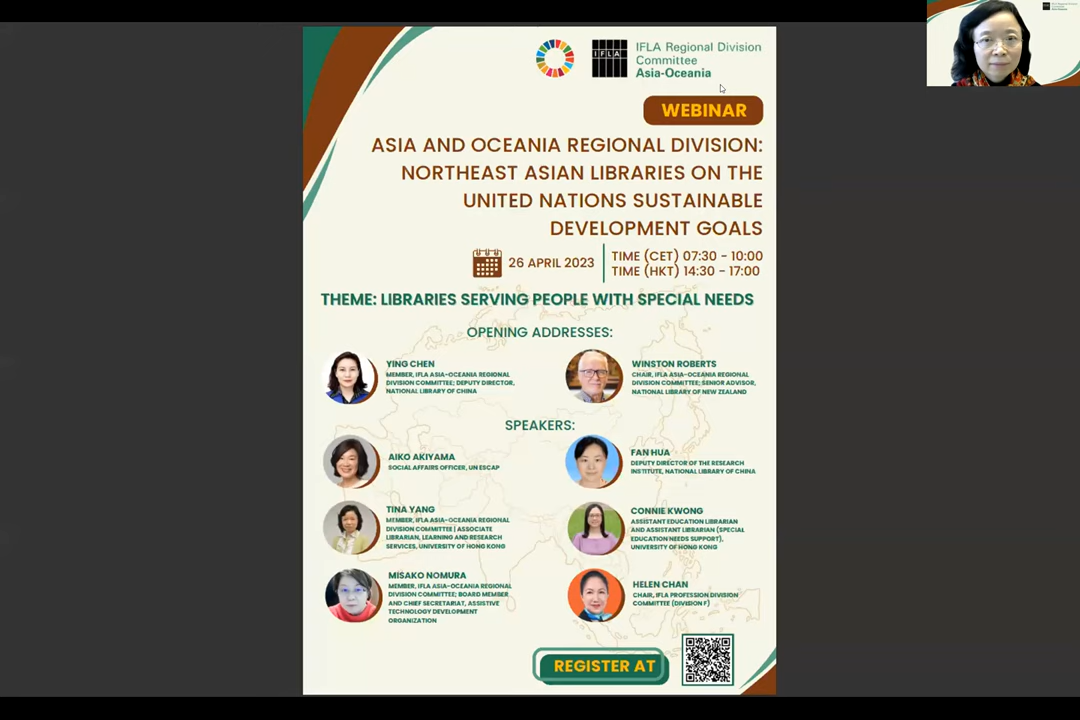 IFLA
IFLA Regional Division
Committee
Asia-Oceania
WEBINAR
ASIA AND OCEANIA REGIONAL DIVISION:
NORTHEAST ASIAN LIBRARIES ON THE
UNITED NATIONS SUSTAINABLE
DEVELOPMENT GOALS
26 APRIL 2023
TIME (CET) 07:30 - 10:00
TIME (HKT) 14:30 - 17:00
THEME: LIBRARIES SERVING PEOPLE WITH SPECIAL NEEDS
OPENING ADDRESSES:
YING CHEN
MEMBER, IFLA ASIA-OCEANIA REGIONAL
DIVISION COMMITTEE; DEPUTY DIRECTOR,
NATIONAL LIBRARY OF CHINA
WINSTON ROBERTS
CHAIR, IFLA ASIA-OCEANIA REGIONAL
DIVISION COMMITTEE; SENIOR ADVISOR,
NATIONAL LIBRARY OF NEW ZEALAND
SPEAKERS:
AIKO AKIYAMA
SOCIAL AFFAIRS OFFICER, UN ESCAP
FAN HUA
DEPUTY DIRECTOR OF THE RESEARCH
INSTITUTE, NATIONAL LIBRARY OF CHINA
TINA YANG
MEMBER, IFLA ASIA-OCEANIA REGIONAL
DIVISION COMMITTEE | ASSOCIATE
LIBRARIAN, LEARNING AND RESEARCH
SERVICES, UNIVERSITY OF HONG KONG
CONNIE KWONG
ASSISTANT EDUCATION LIBRARIAN
AND ASSISTANT LIBRARIAN (SPECIAL
EDUCATION NEEDS SUPPORT),
UNIVERSITY OF HONG KONG
MISAKO NOMURA
MEMBER, IFLA ASIA-OCEANIA REGIONAL
DIVISION COMMITTEE; BOARD MEMBER
AND CHIEF SECRETARIAT, ASSISTIVE
TECHNOLOGY DEVELOPMENT
ORGANIZATION
HELEN CHAN
CHAIR, IFLA PROFESSION DIVISION
COMMITTEE (DIVISION F)
REGISTER AT